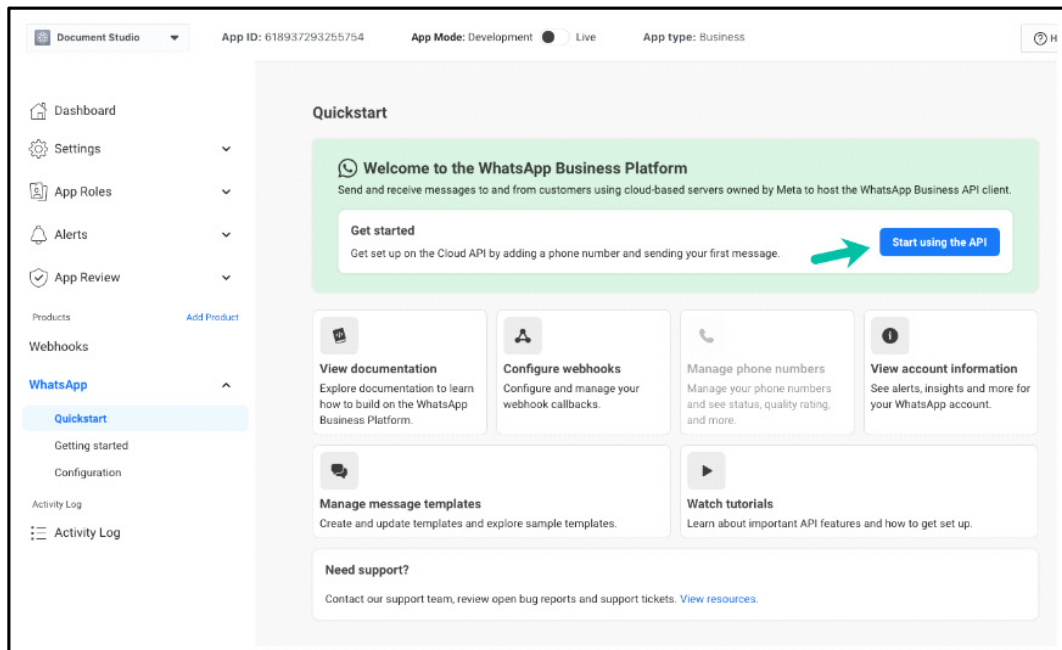 Document Studio
App ID: 618937293255754
App Mode: Development
Live
App type: Business
H
Dashboard
Settings
App Roles
Alerts
App Review
Products
Add Product
Webhooks
WhatsApp
Quickstart
Getting started
Configuration
Activity Log
Activity Log
Quickstart
Welcome to the WhatsApp Business Platform
Send and receive messages to and from customers using cloud-based servers owned by Meta to host the WhatsApp Business API client.
Get started
Get set up on the Cloud API by adding a phone number and sending your first message.
Start using the API
View documentation
Explore documentation to learn
how to build on the WhatsApp
Business Platform.
Configure webhooks
Configure and manage your
webhook callbacks.
Manage phone numbers
Manage your phone numbers
and see status, quality rating,
and more.
View account information
See alerts, insights and more for
your WhatsApp account.
Manage message templates
Create and update templates and explore sample templates.
Watch tutorials
Learn about important API features and how to get set up.
Need support?
Contact our support team, review open bug reports and support tickets. View resources.